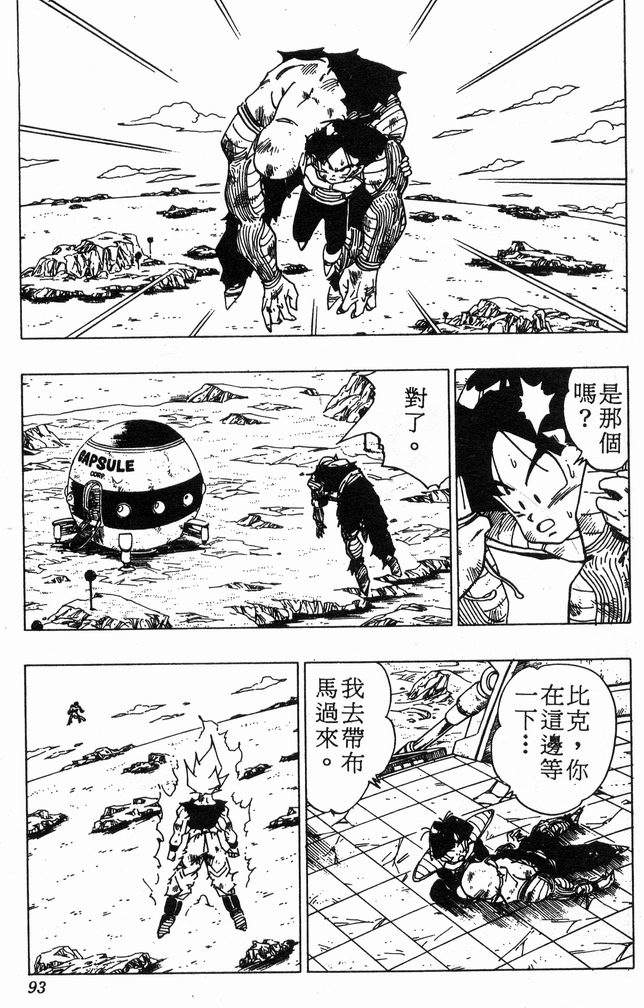 是那個
嗎？
對了。
CAPSULE
CORP.
比克，你
在這邊等
一下…
我去帶布
馬過來。
93